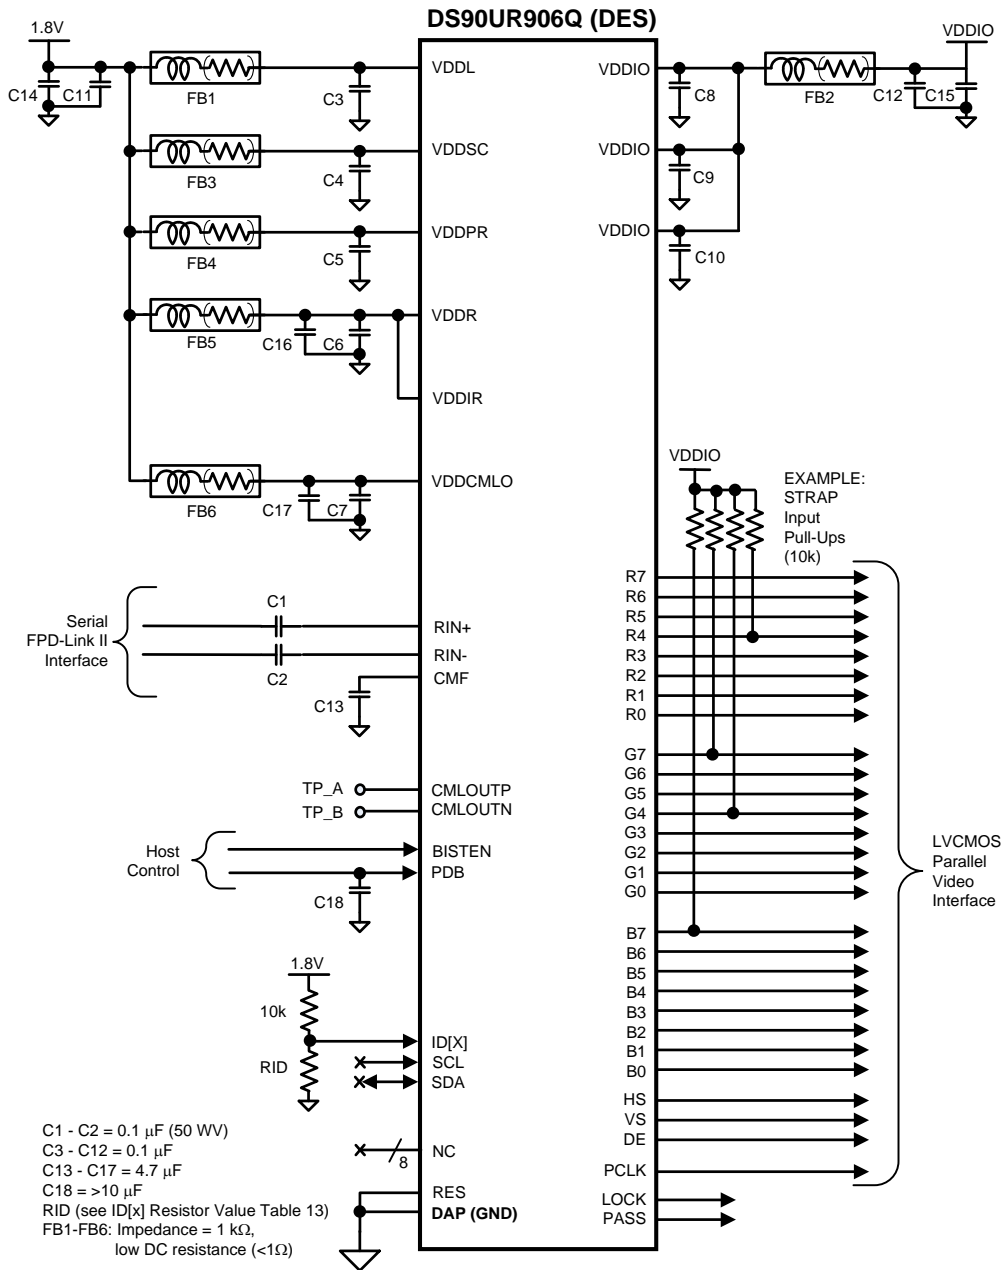 DS90UR906Q (DES)
1.8V
C14
C11
FB1
C3
VDDL
FB3
C4
VDDSC
FB4
C5
VDDPR
FB5
C16
C6
VDDR
VDDIR
FB6
C17
C7
VDDCMLO
VDDIO
C8
FB2
C12
C15
VDDIO
VDDIO
C9
VDDIO
C10
VDDIO
EXAMPLE:
STRAP
Input
Pull-Ups
(10k)
Serial
FPD-Link II
Interface
C1
C2
RIN+
RIN-
CMF
C13
TP_A
TP_B
CMLOUTP
CMLOUTN
Host
Control
BISTEN
PDB
C18
1.8V
10k
RID
ID[X]
SCL
SDA
NC
8
RES
DAP (GND)
R7
R6
R5
R4
R3
R2
R1
R0
G7
G6
G5
G4
G3
G2
G1
G0
B7
B6
B5
B4
B3
B2
B1
B0
HS
VS
DE
PCLK
LOCK
PASS
LVCMOS
Parallel
Video
Interface
C1 - C2 = 0.1 μF (50 WV)
C3 - C12 = 0.1 μF
C13 - C17 = 4.7 μF
C18 = >10 μF
RID (see ID[x] Resistor Value Table 13)
FB1-FB6: Impedance = 1 kΩ,
low DC resistance (<1Ω)